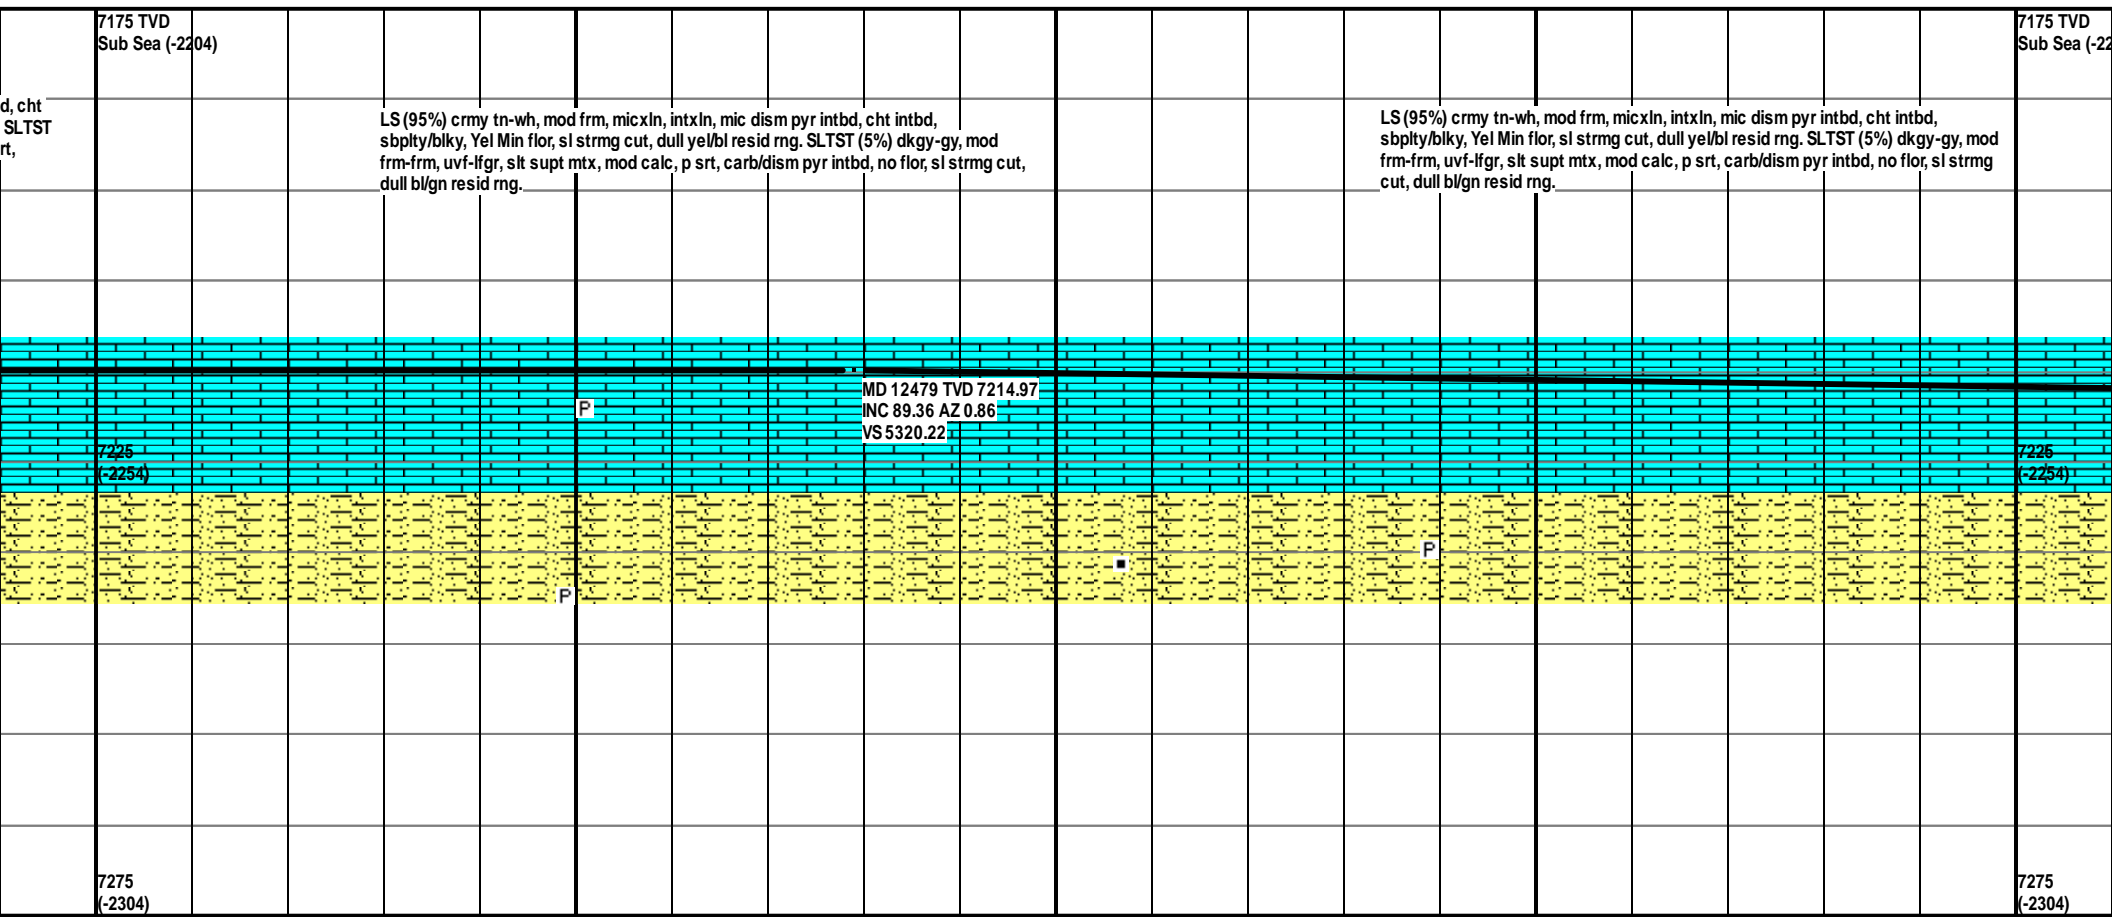 7175 TVD
Sub Sea (-2204)
7175 TVD
Sub Sea (-22
d, cht
SLTST
rt,
LS (95%) crmy tn-wh, mod frm, micxln, intxln, mic dism pyr intbd, cht intbd,
sbplty/blky, Yel Min flor, sl strmg cut, dull yel/bl resid rng. SLTST (5%) dkgy-gy, mod
frm-frm, uvf-lfgr, slt supt mtx, mod calc, p srt, carb/dism pyr intbd, no flor, sl strmg cut,
dull bl/gn resid rng.
LS (95%) crmy tn-wh, mod frm, micxln, intxln, mic dism pyr intbd, cht intbd,
sbplty/blky, Yel Min flor, sl strmg cut, dull yel/bl resid rng. SLTST (5%) dkgy-gy, mod
frm-frm, uvf-lfgr, slt supt mtx, mod calc, p srt, carb/dism pyr intbd, no flor, sl strmg
cut, dull bl/gn resid rng.
MD 12479 TVD 7214.97
INC 89.36 AZ 0.86
VS 5320.22
P
7225
(-2254)
7225
(-2254)
P
P
7275
(-2304)
7275
(-2304)